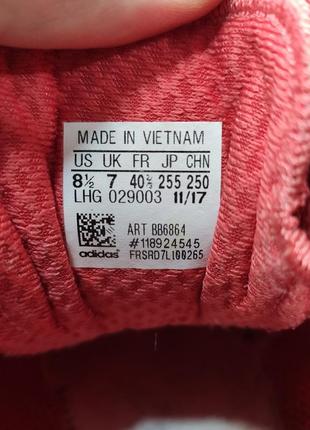 MADE IN VIETNAM
US UK FR JP CHN
8½ 7 40⅔ 255 250
LHG 029003 11/17
ART BB6864
#118924545
adidas FRSRD7L100265